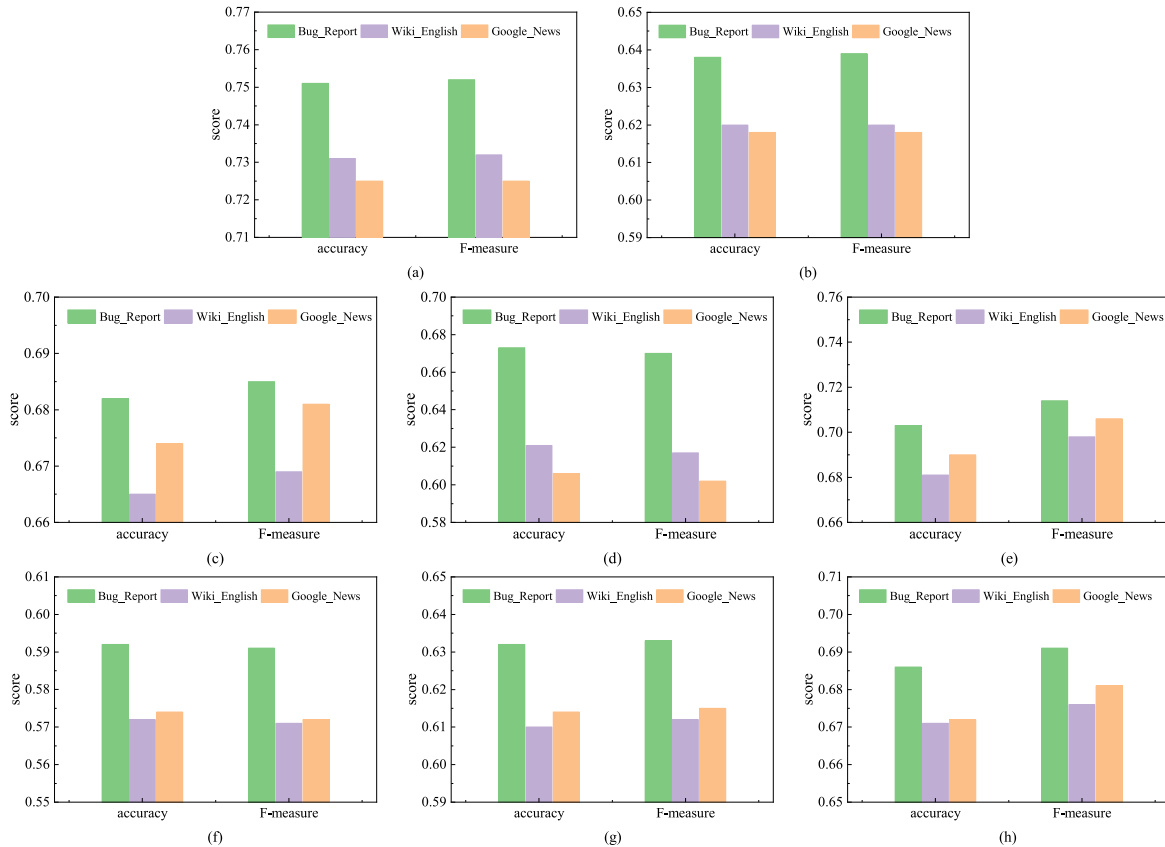 0.77
0.76
0.75
0.74
0.73
0.72
0.71
score
Bug_Report Wiki_English Google_News
accuracy F-measure
(a)
0.65
0.64
0.63
0.62
0.61
0.60
0.59
score
Bug_Report Wiki_English Google_News
accuracy F-measure
(b)
0.70
0.69
0.68
0.67
0.66
score
Bug_Report Wiki_English Google_News
accuracy F-measure
(c)
0.70
0.68
0.66
0.64
0.62
0.60
0.58
score
Bug_Report Wiki_English Google_News
accuracy F-measure
(d)
0.76
0.74
0.72
0.70
0.68
0.66
score
Bug_Report Wiki_English Google_News
accuracy F-measure
(e)
0.61
0.60
0.59
0.58
0.57
0.56
0.55
score
Bug_Report Wiki_English Google_News
accuracy F-measure
(f)
0.65
0.64
0.63
0.62
0.61
0.60
0.59
score
Bug_Report Wiki_English Google_News
accuracy F-measure
(g)
0.71
0.70
0.69
0.68
0.67
0.66
0.65
score
Bug_Report Wiki_English Google_News
accuracy F-measure
(h)